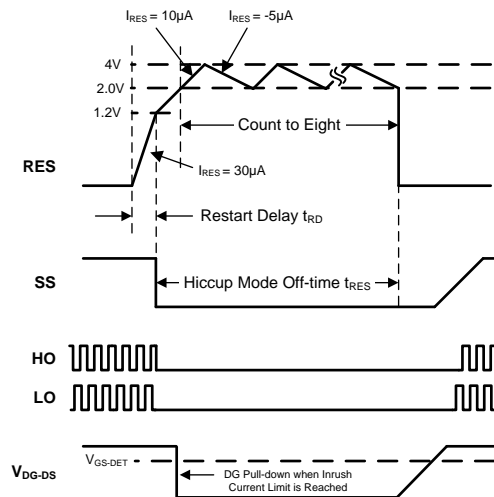 I_RES = 10µA
I_RES = -5µA
4V
2.0V
1.2V
Count to Eight
RES
I_RES = 30µA
Restart Delay t_RD
SS
Hiccup Mode Off-time t_RES
HO
LO
V_GS-DET
V_DG-DS
DG Pull-down when Inrush
Current Limit is Reached